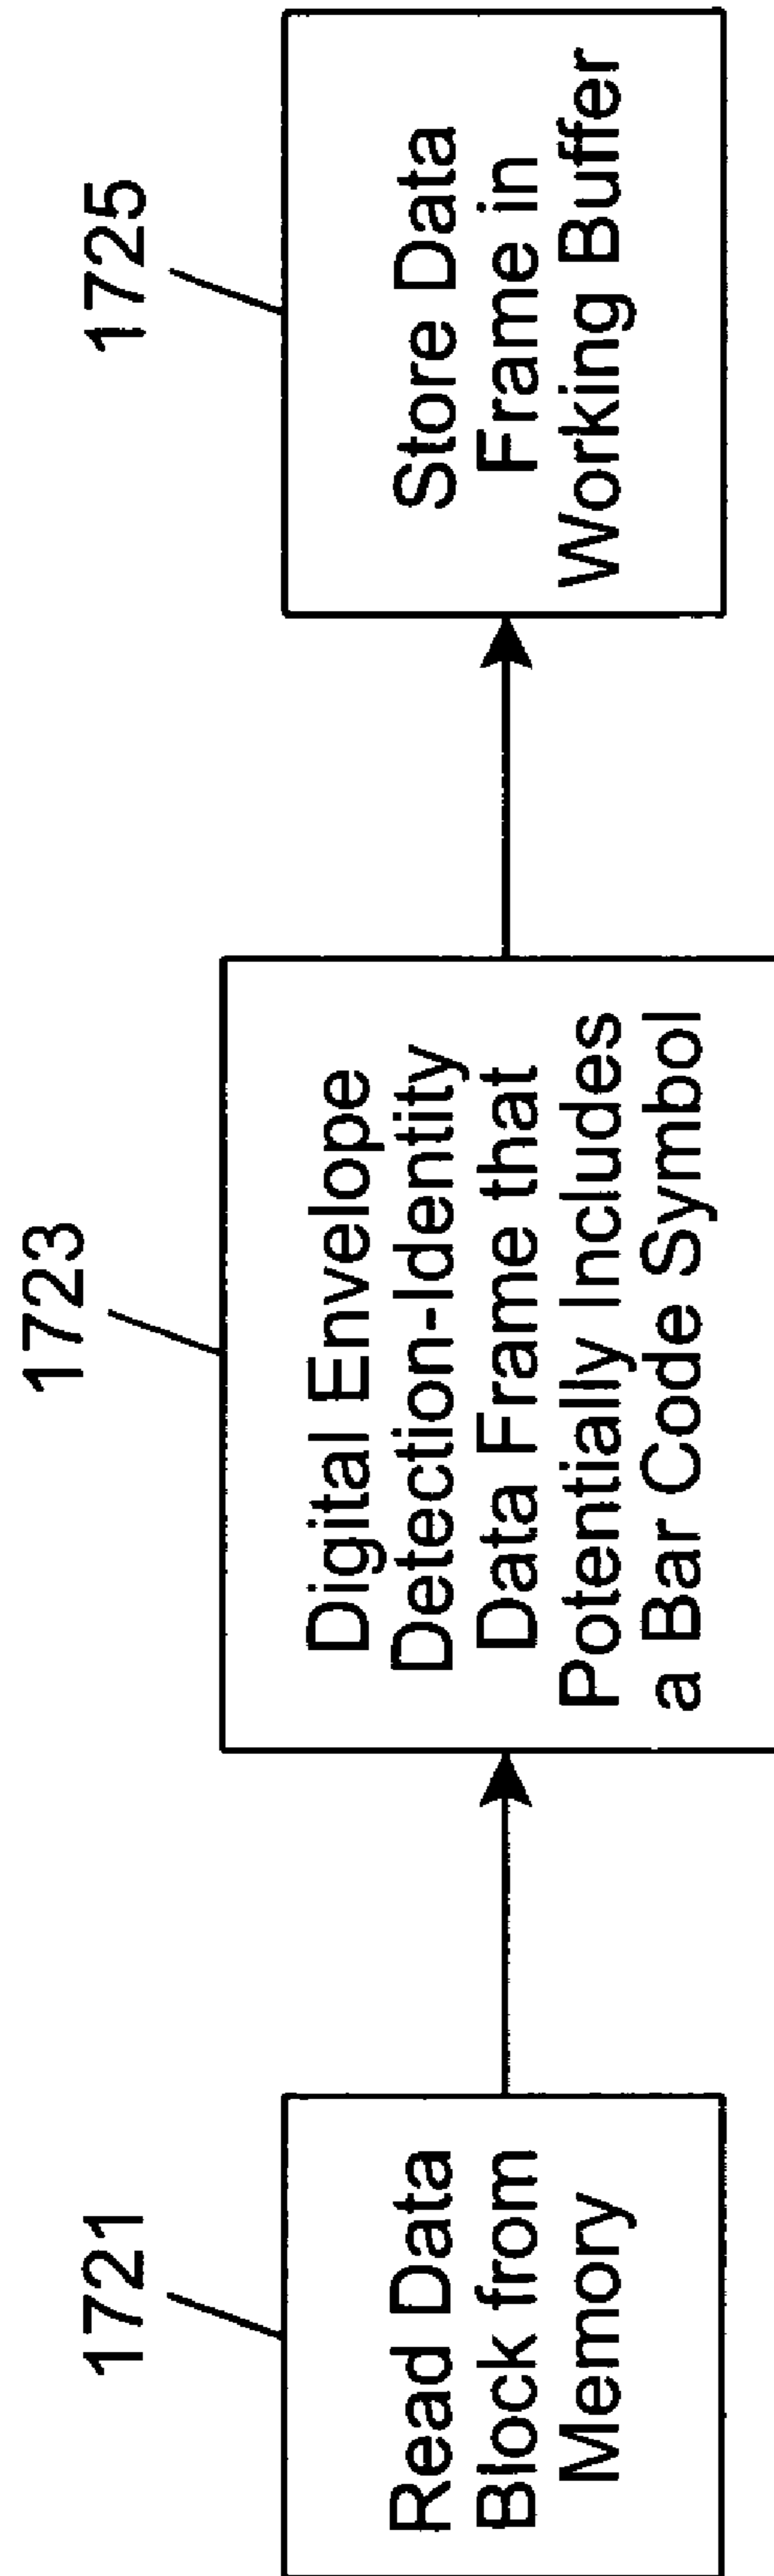 1721
Read Data
Block from
Memory
1723
Digital Envelope
Detection-Identity
Data Frame that
Potentially Includes
a Bar Code Symbol
1725
Store Data
Frame in
Working Buffer